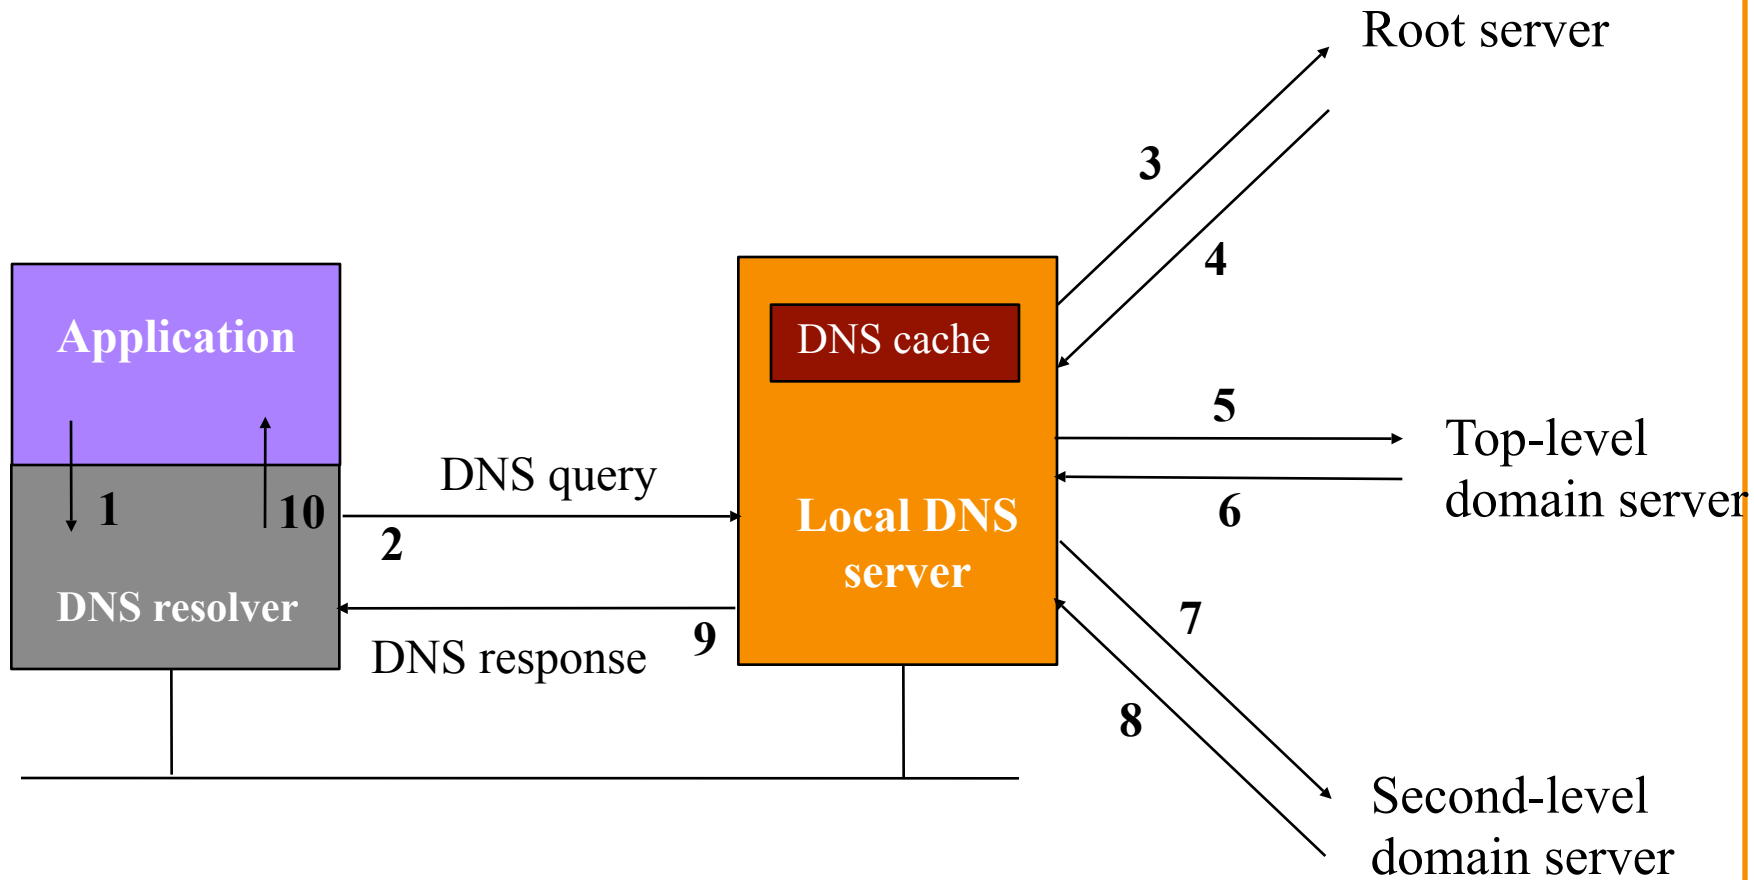 Root server
3
4
Application
DNS cache
5
Top-level
domain server
6
DNS query
1
10
2
Local DNS
server
DNS resolver
7
9
DNS response
8
Second-level
domain server